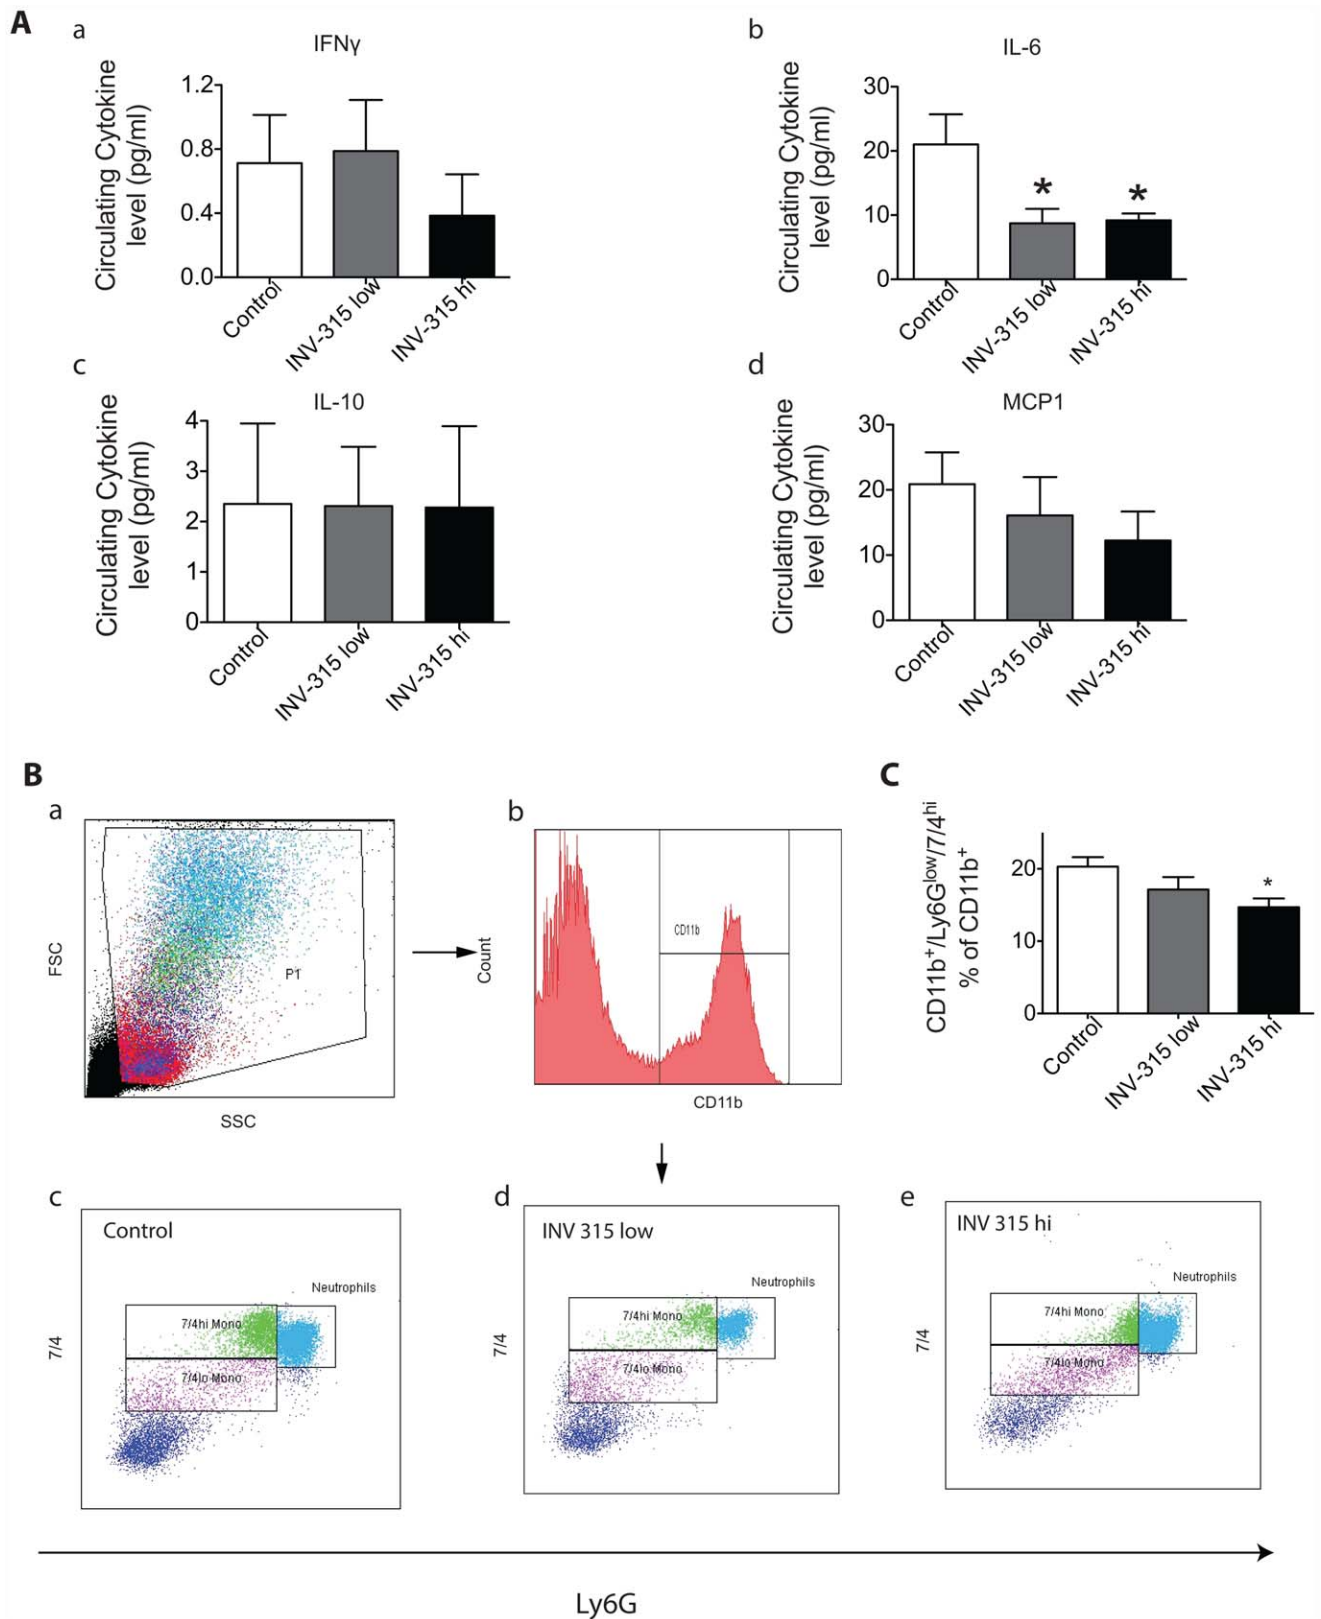 A
a
IFNγ
Circulating Cytokine
level (pg/ml)
1.2
0.8
0.4
0.0
Control
INV-315 low
INV-315 hi
b
IL-6
Circulating Cytokine
level (pg/ml)
30
20
10
0
*
*
Control
INV-315 low
INV-315 hi
c
IL-10
Circulating Cytokine
level (pg/ml)
4
3
2
1
0
Control
INV-315 low
INV-315 hi
d
MCP1
Circulating Cytokine
level (pg/ml)
30
20
10
0
Control
INV-315 low
INV-315 hi
B
a
FSC
P1
SSC
b
Count
CD11b
CD11b
C
CD11b⁺/Ly6G^low/7/4^hi
% of CD11b⁺
20
10
0
*
Control
INV-315 low
INV-315 hi
c
Control
Neutrophils
7/4hi Mono
7/4lo Mono
7/4
d
INV 315 low
Neutrophils
7/4hi Mono
7/4lo Mono
7/4
e
INV 315 hi
Neutrophils
7/4hi Mono
7/4lo Mono
7/4
Ly6G